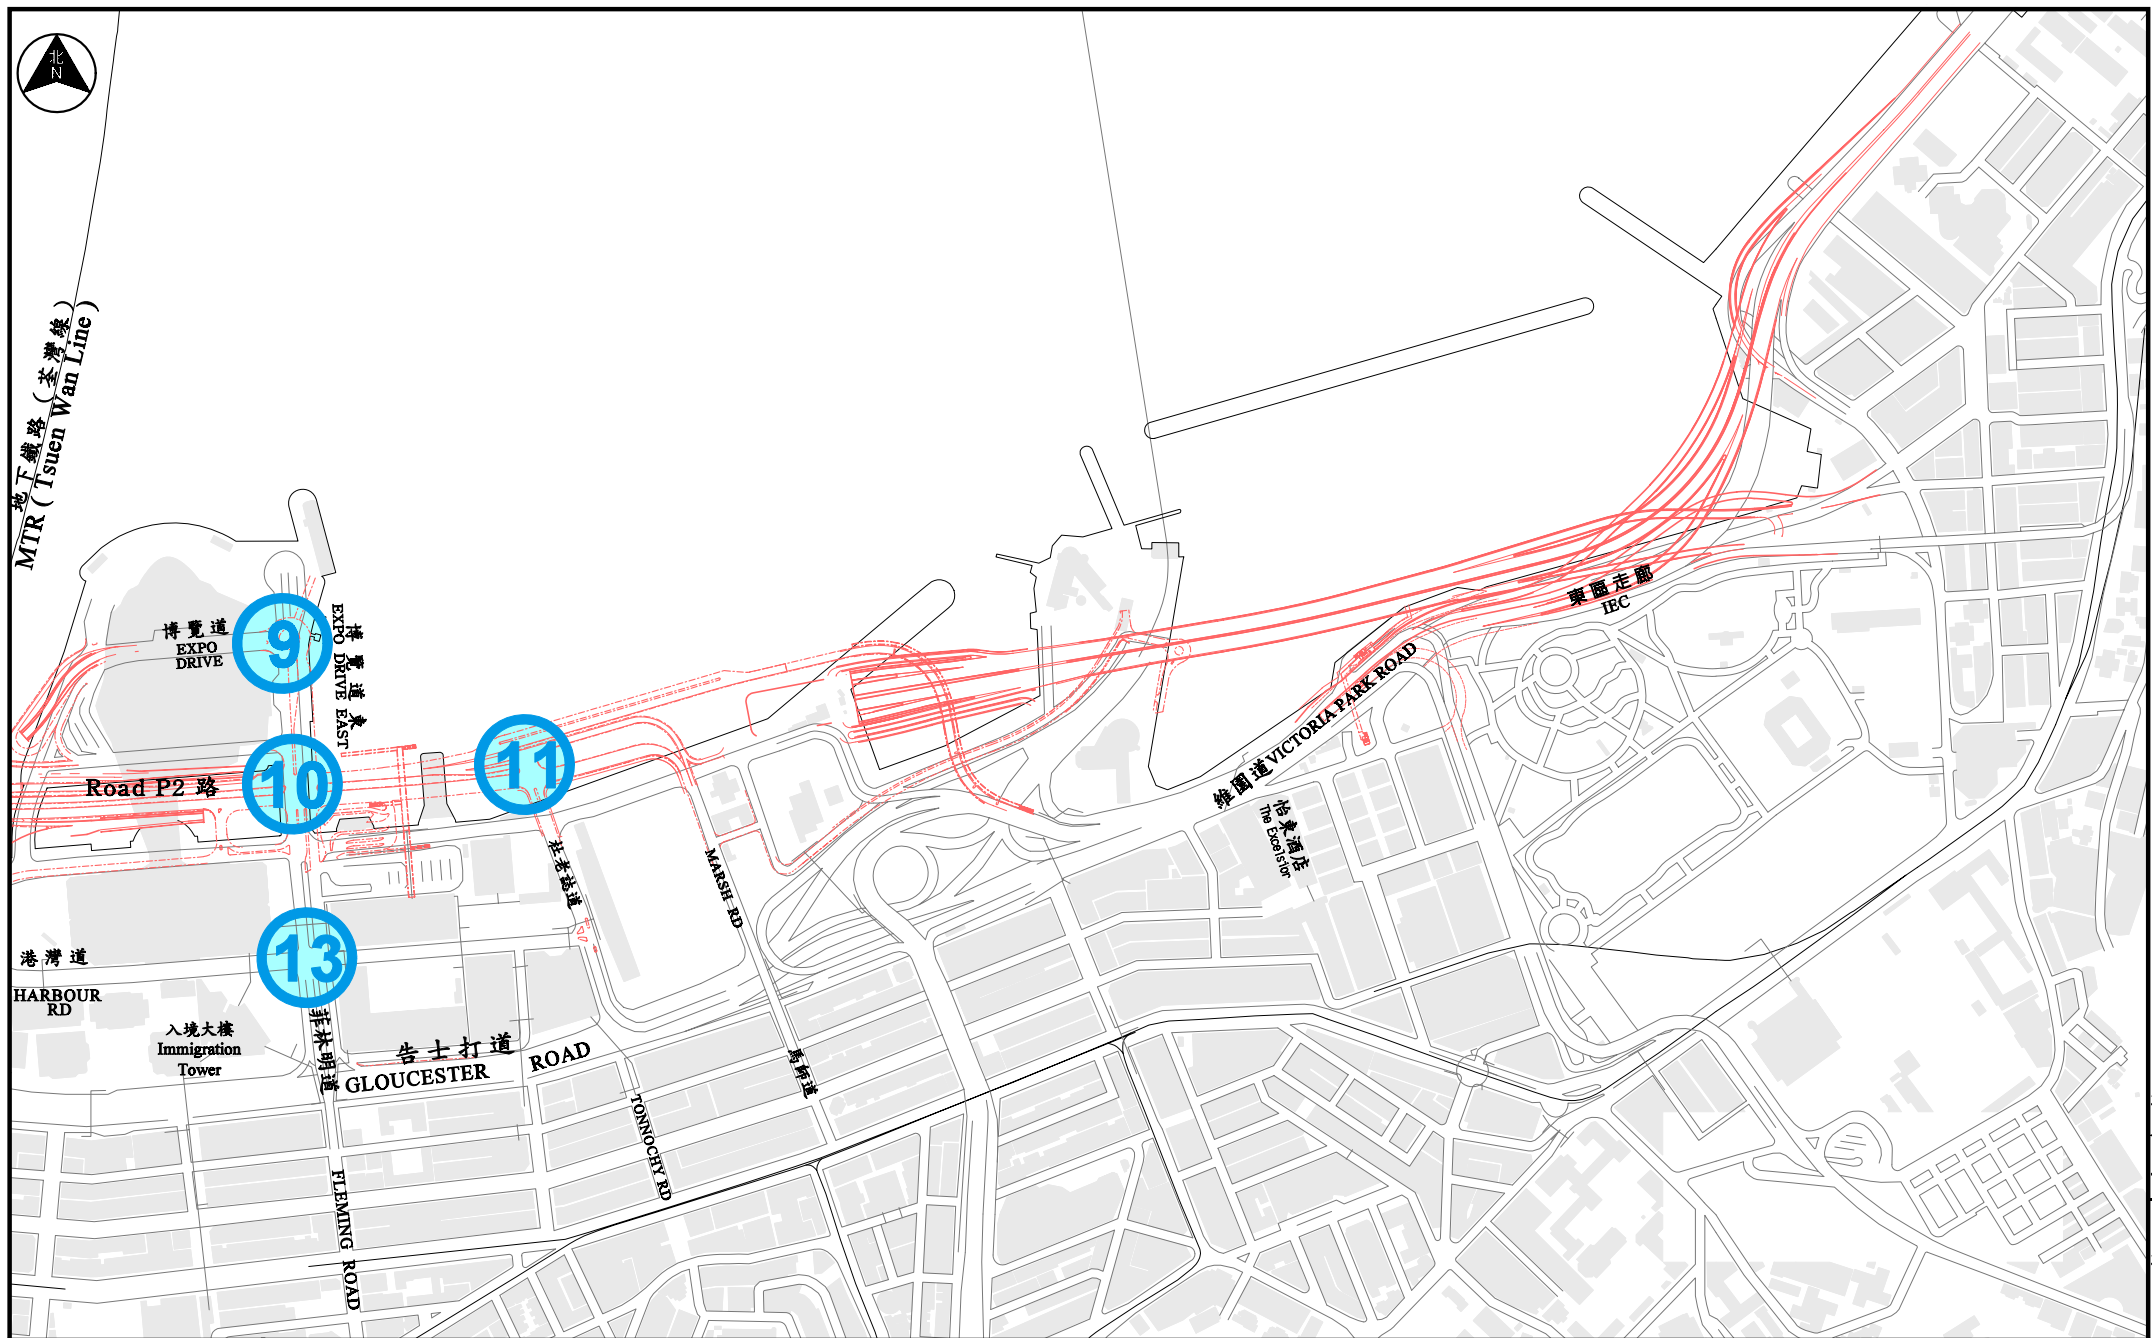 北
N
地下鐵路（荃灣線）
MTR ( Tsuen Wan Line )
博覽道
EXPO
DRIVE
9
博覽道東
EXPO DRIVE EAST
Road P2 路
10
11
杜老誌道
MARSH RD
維園道 VICTORIA PARK ROAD
東區走廊
IEC
怡東酒店
The Excelsior
港灣道
HARBOUR
RD
13
入境大樓
Immigration
Tower
菲林明道
告士打道
GLOUCESTER ROAD
馬師道
TONNOCHY RD
FLEMING ROAD